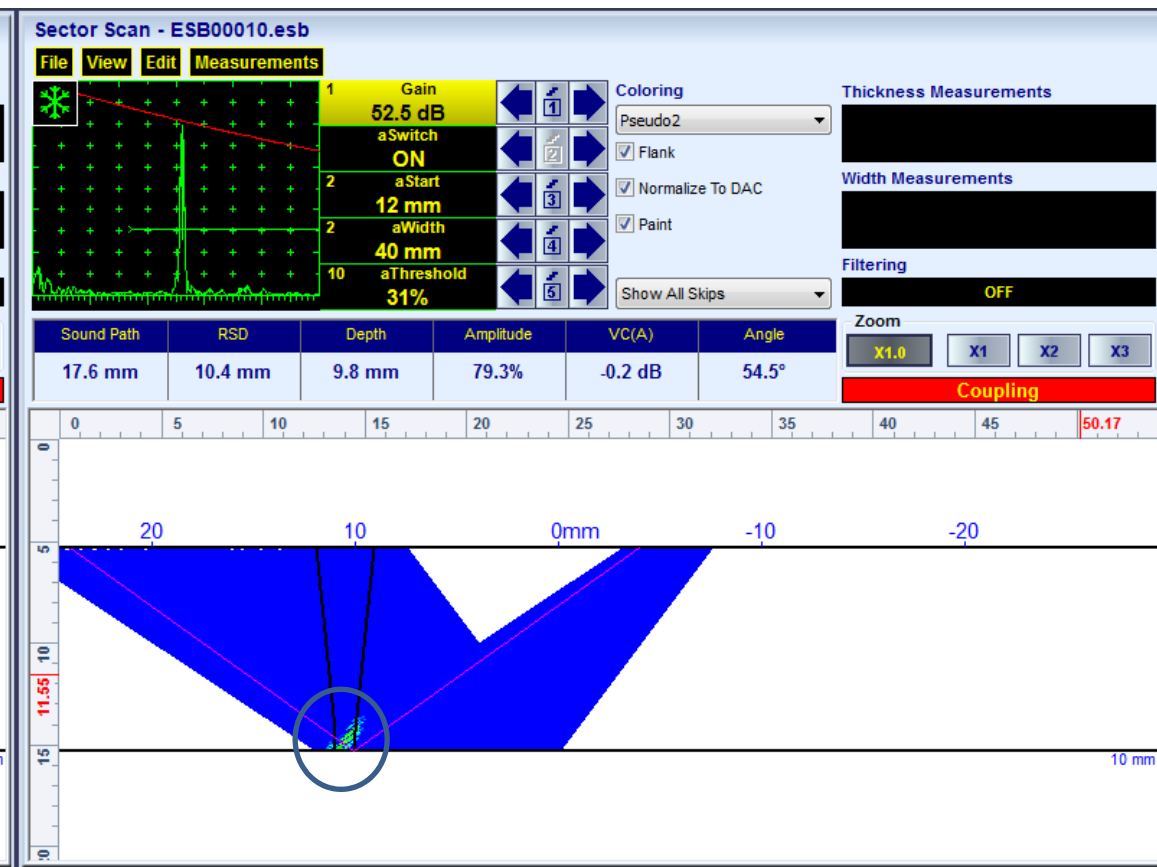 Sector Scan - ESB00010.esb
File View Edit Measurements
1 Gain
52.5 dB
aSwitch
ON
2 aStart
12 mm
2 aWidth
40 mm
10 aThreshold
31%
1
2
3
4
5
Coloring
Pseudo2
Flank
Normalize To DAC
Paint
Show All Skips
Thickness Measurements
Width Measurements
Filtering
OFF
Zoom
X1.0 X1 X2 X3
Coupling
Sound Path RSD Depth Amplitude VC(A) Angle
17.6 mm 10.4 mm 9.8 mm 79.3% -0.2 dB 54.5°
0 5 10 15 20 25 30 35 40 45 50.17
0
20 10 0mm -10 -20
5
10
11.55
15
10 mm